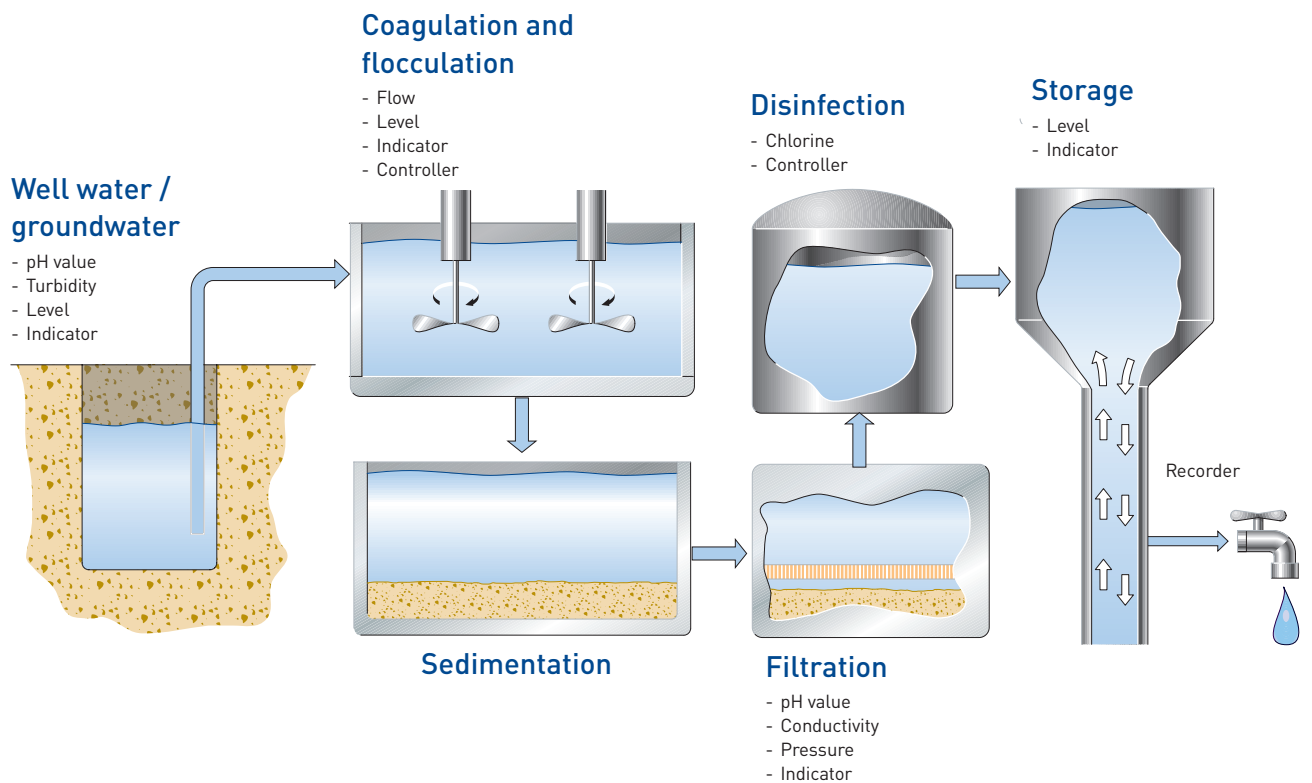 Well water /
groundwater
- pH value
- Turbidity
- Level
- Indicator
Coagulation and
flocculation
- Flow
- Level
- Indicator
- Controller
Sedimentation
Disinfection
- Chlorine
- Controller
Filtration
- pH value
- Conductivity
- Pressure
- Indicator
Storage
- Level
- Indicator
Recorder